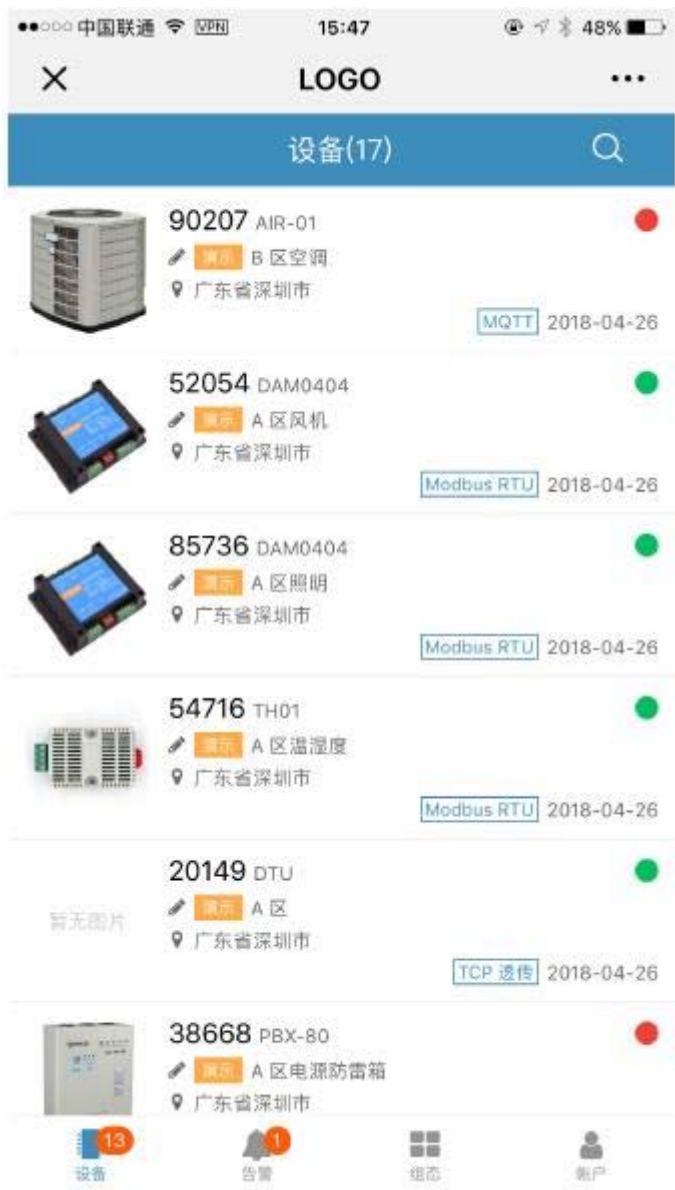 中国联通 VPN 15:47 48%
LOGO
设备(17)
90207 AIR-01
演示 B 区空调
广东省深圳市
MQTT 2018-04-26
52054 DAM0404
演示 A 区风机
广东省深圳市
Modbus RTU 2018-04-26
85736 DAM0404
演示 A 区照明
广东省深圳市
Modbus RTU 2018-04-26
54716 TH01
演示 A 区温湿度
广东省深圳市
Modbus RTU 2018-04-26
20149 DTU
暂无图片
演示 A 区
广东省深圳市
TCP 透传 2018-04-26
38668 PBX-80
演示 A 区电源防雷箱
广东省深圳市
13 1
设备 告警 组态 帐户